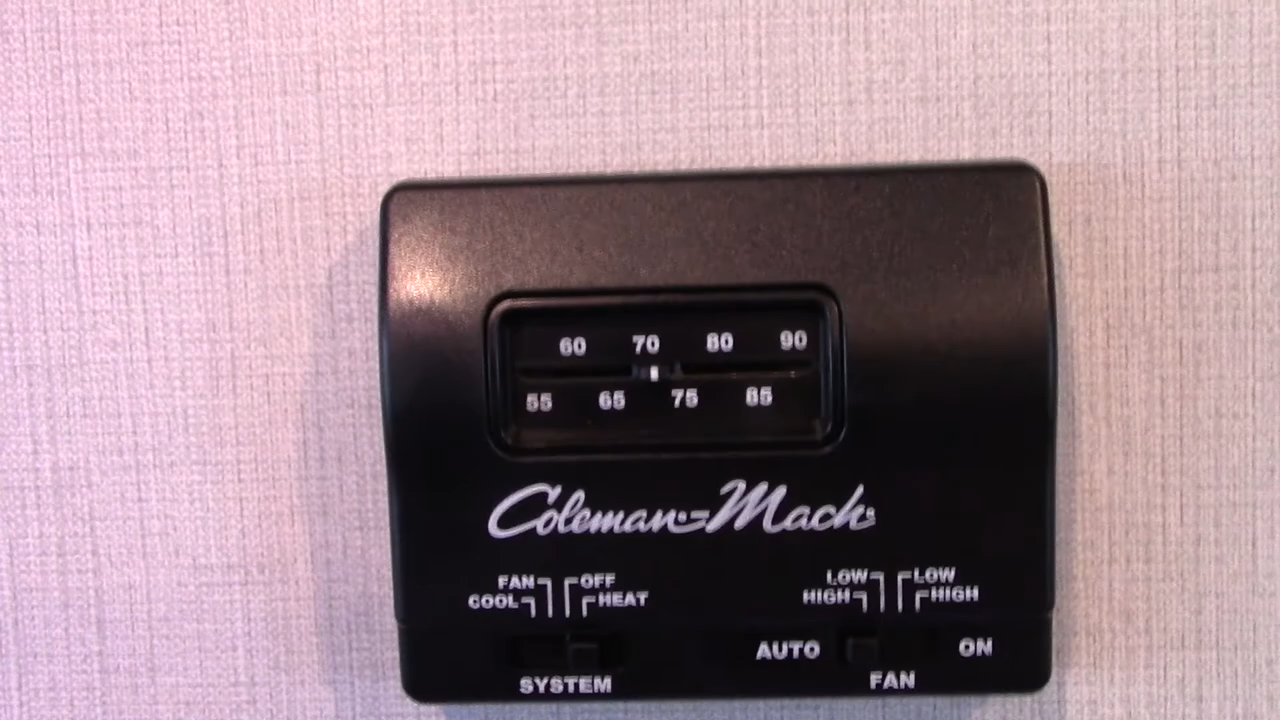 60 70 80 90
55 65 75 85
Coleman-Mach
FAN OFF LOW LOW
COOL HEAT HIGH HIGH
AUTO ON
SYSTEM FAN